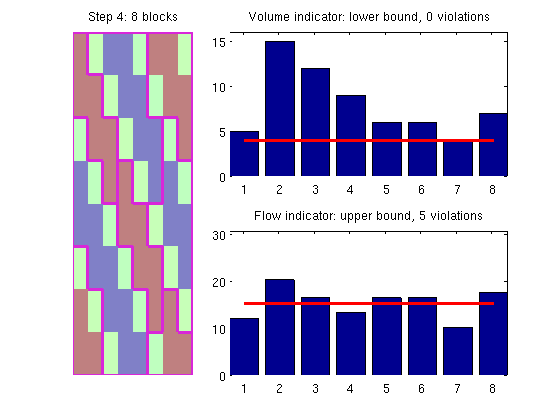 Step 4: 8 blocks
Volume indicator: lower bound, 0 violations
15
10
5
0
1 2 3 4 5 6 7 8
Flow indicator: upper bound, 5 violations
30
20
10
0
1 2 3 4 5 6 7 8